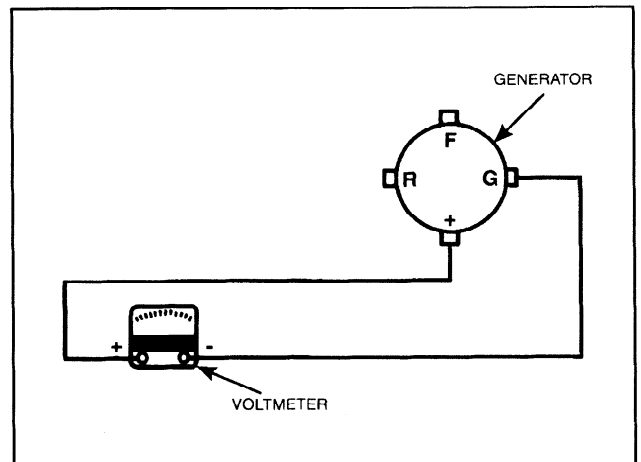 GENERATOR
F
R G
+
+ -
VOLTMETER